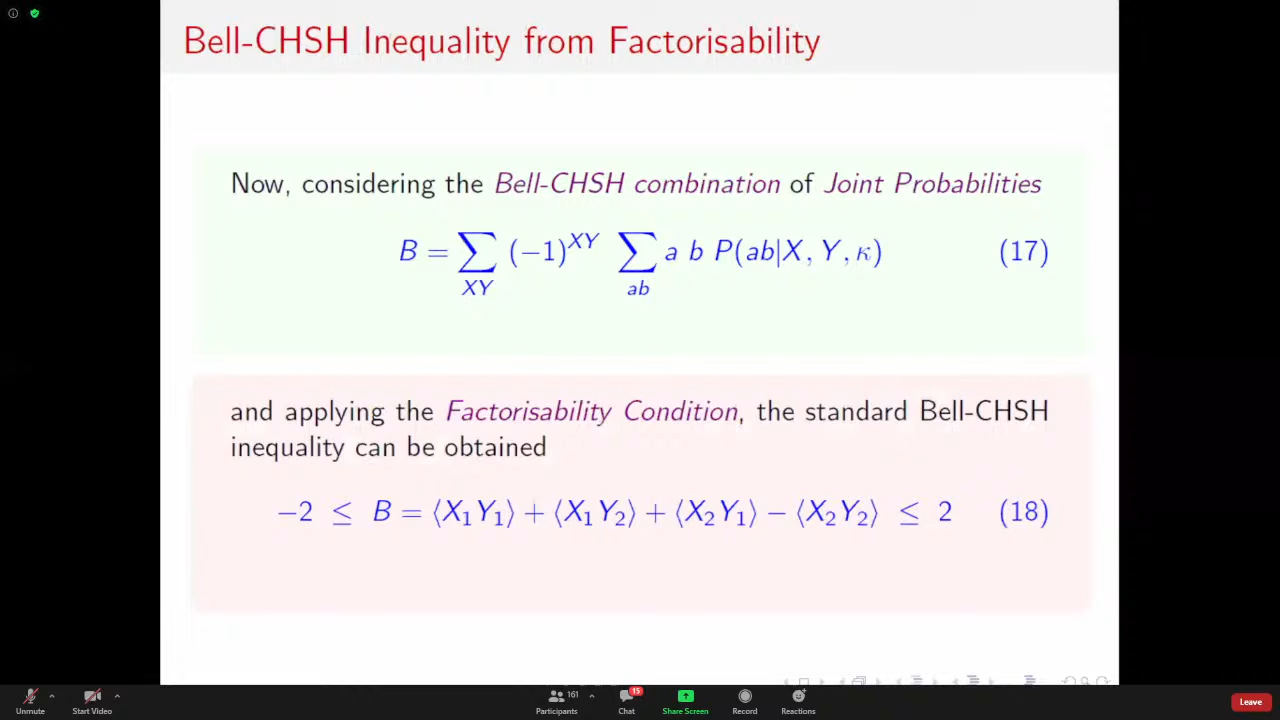 Bell-CHSH Inequality from Factorisability
Now, considering the Bell-CHSH combination of Joint Probabilities
B = ∑_{XY} (−1)^{XY} ∑_{ab} a b P(ab|X, Y, κ) (17)
and applying the Factorisability Condition, the standard Bell-CHSH
inequality can be obtained
−2 ≤ B = ⟨X₁Y₁⟩ + ⟨X₁Y₂⟩ + ⟨X₂Y₁⟩ − ⟨X₂Y₂⟩ ≤ 2 (18)
161
15
Unmute
Start Video
Participants
Chat
Share Screen
Record
Reactions
Leave